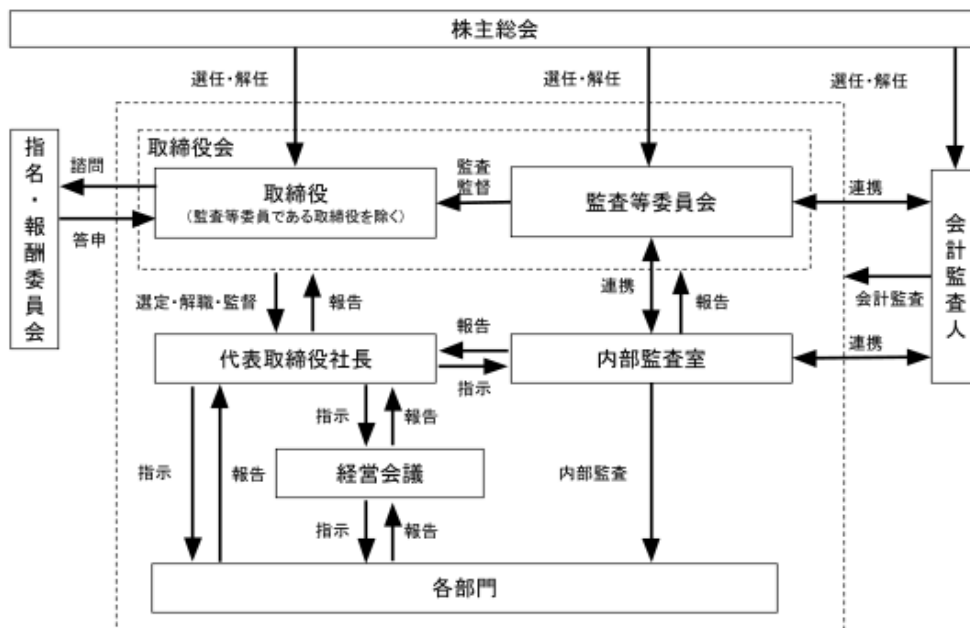 株主総会
選任・解任
選任・解任
選任・解任
指名・報酬委員会
諮問
答申
取締役会
取締役
(監査等委員である取締役を除く)
監査
監督
監査等委員会
連携
会計監査人
会計監査
選定・解職・監督
報告
連携
報告
代表取締役社長
報告
指示
内部監査室
連携
指示
報告
指示
報告
経営会議
内部監査
指示
報告
各部門